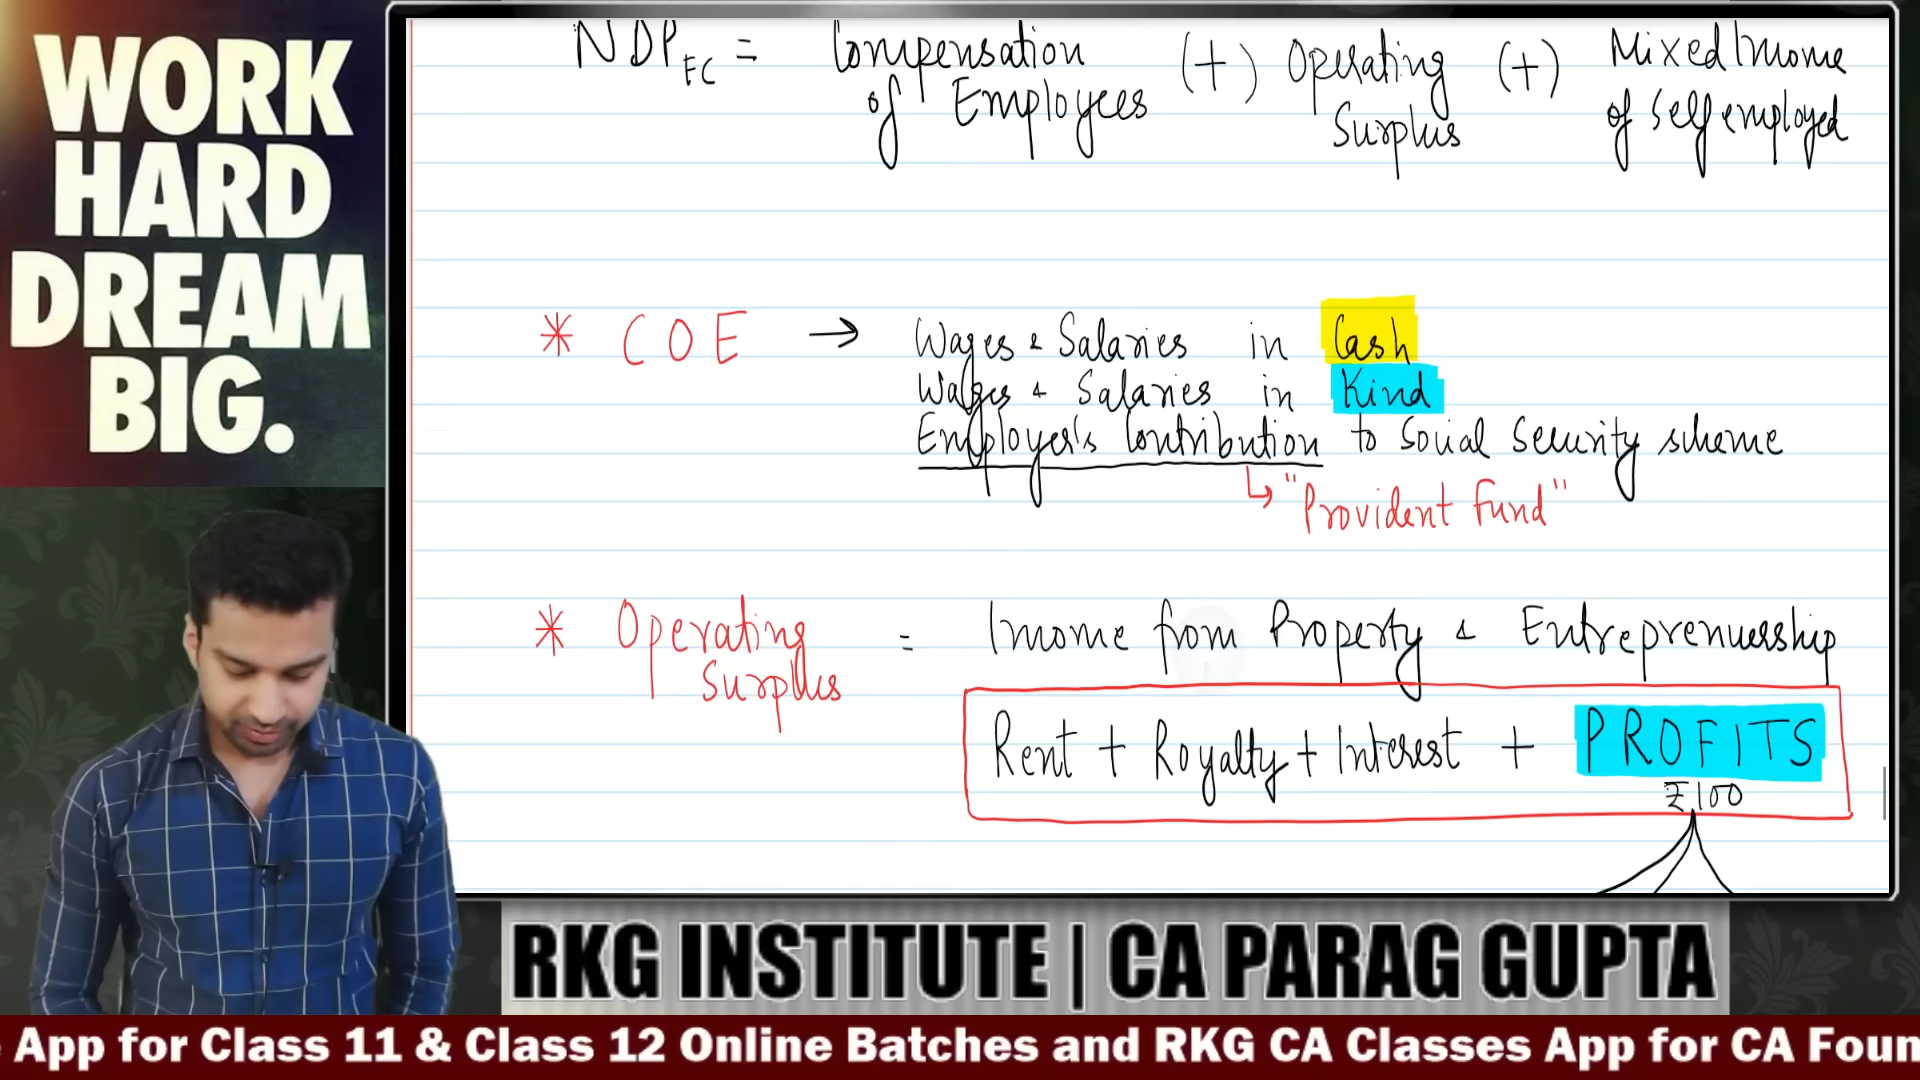 WORK
HARD
DREAM
BIG.
NDP FC = Compensation of Employees (+) Operating Surplus (+) Mixed Income of Self employed
* COE → Wages & Salaries in Cash
Wages & Salaries in Kind
Employer's Contribution to Social Security scheme
↳ "Provident Fund"
* Operating Surplus = Income from Property & Entreprenuership
Rent + Royalty + Interest + PROFITS
₹100
RKG INSTITUTE | CA PARAG GUPTA
App for Class 11 & Class 12 Online Batches and RKG CA Classes App for CA Foun